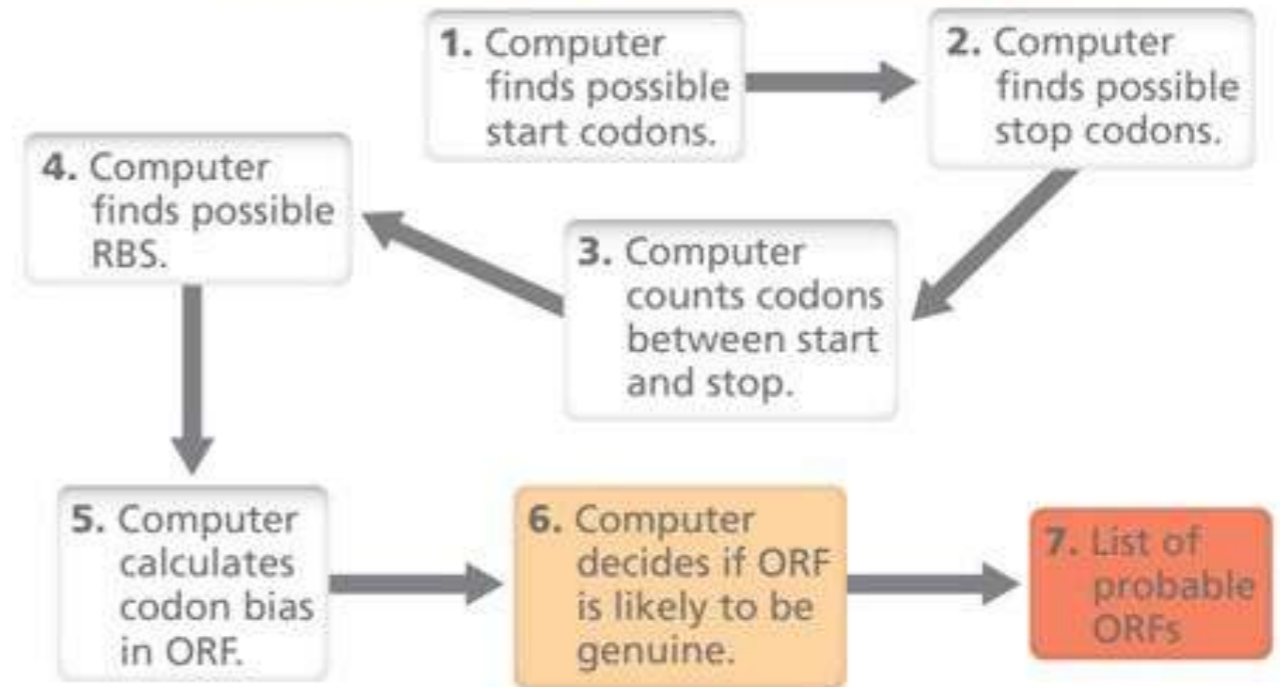 1. Computer
finds possible
start codons.
2. Computer
finds possible
stop codons.
3. Computer
counts codons
between start
and stop.
4. Computer
finds possible
RBS.
5. Computer
calculates
codon bias
in ORF.
6. Computer
decides if ORF
is likely to be
genuine.
7. List of
probable
ORFs